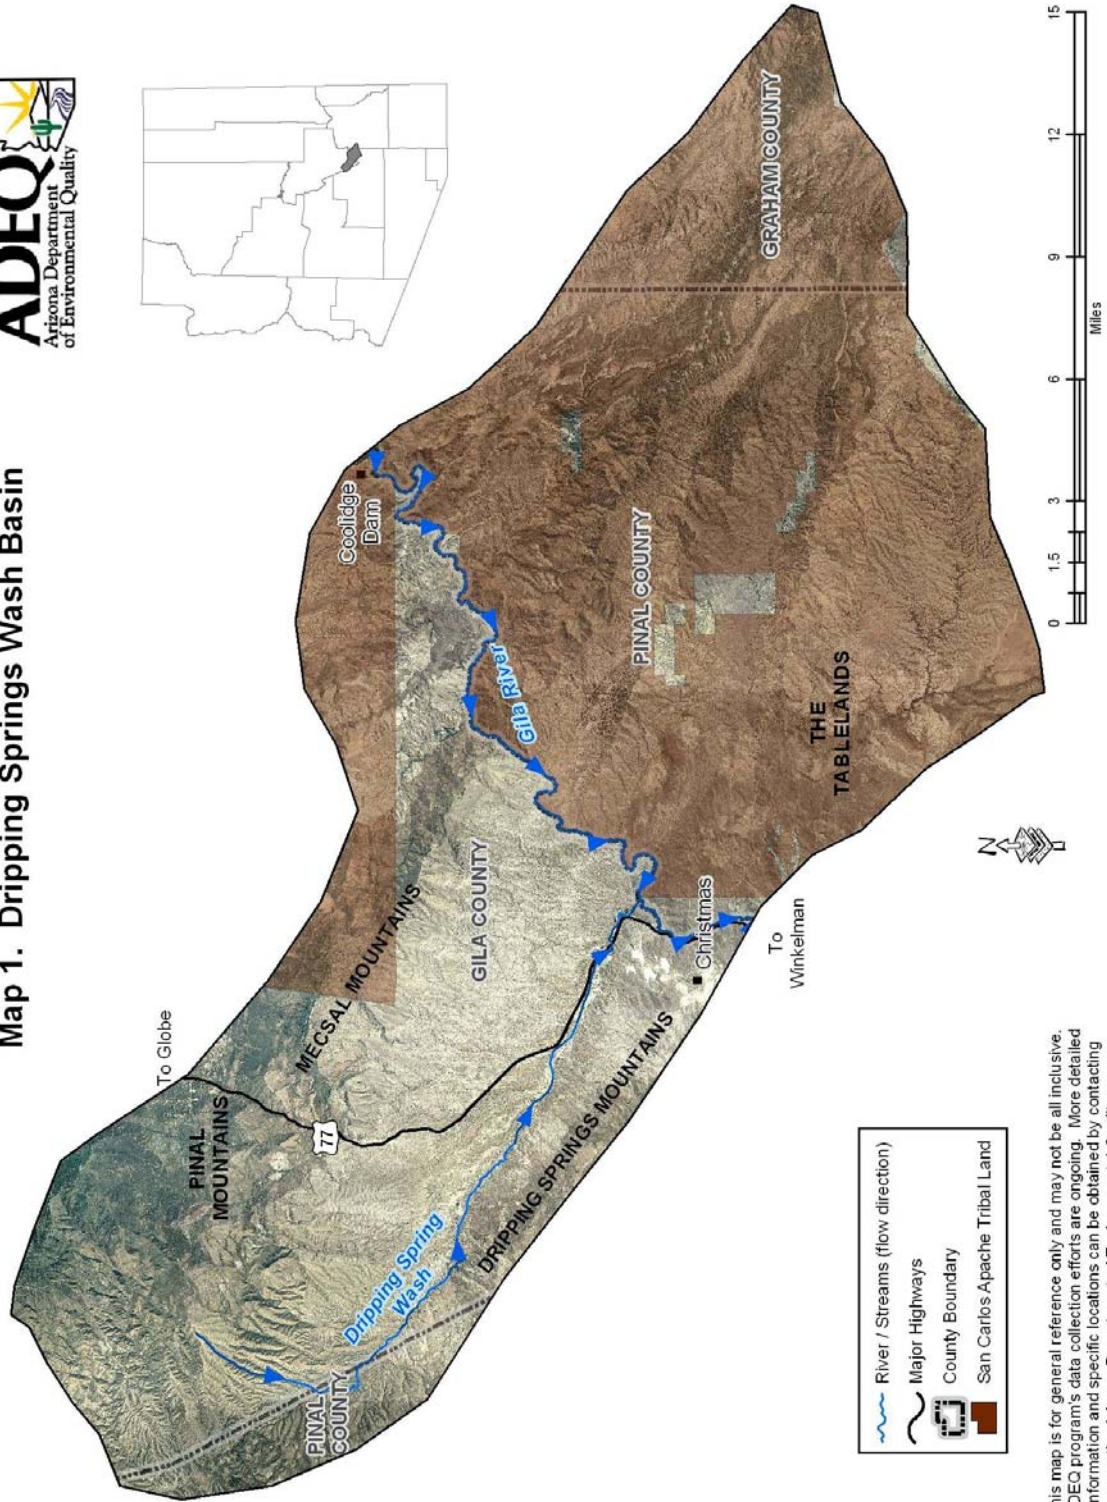 Map 1. Dripping Springs Wash Basin
ADEQ
Arizona Department
of Environmental Quality
To Globe
PINAL
MOUNTAINS
77
MECSAL MOUNTAINS
Coolidge
Dam
GILA COUNTY
Gila River
PINAL COUNTY
GRAHAM COUNTY
Dripping Spring
Wash
PINAL
COUNTY
DRIPPING SPRINGS MOUNTAINS
Christmas
To
Winkelman
THE
TABLELANDS
N
River / Streams (flow direction)
Major Highways
County Boundary
San Carlos Apache Tribal Land
0 1.5 3 6 9 12 15
Miles
his map is for general reference only and may not be all inclusive.
DEQ program's data collection efforts are ongoing. More detailed
nformation and specific locations can be obtained by contacting